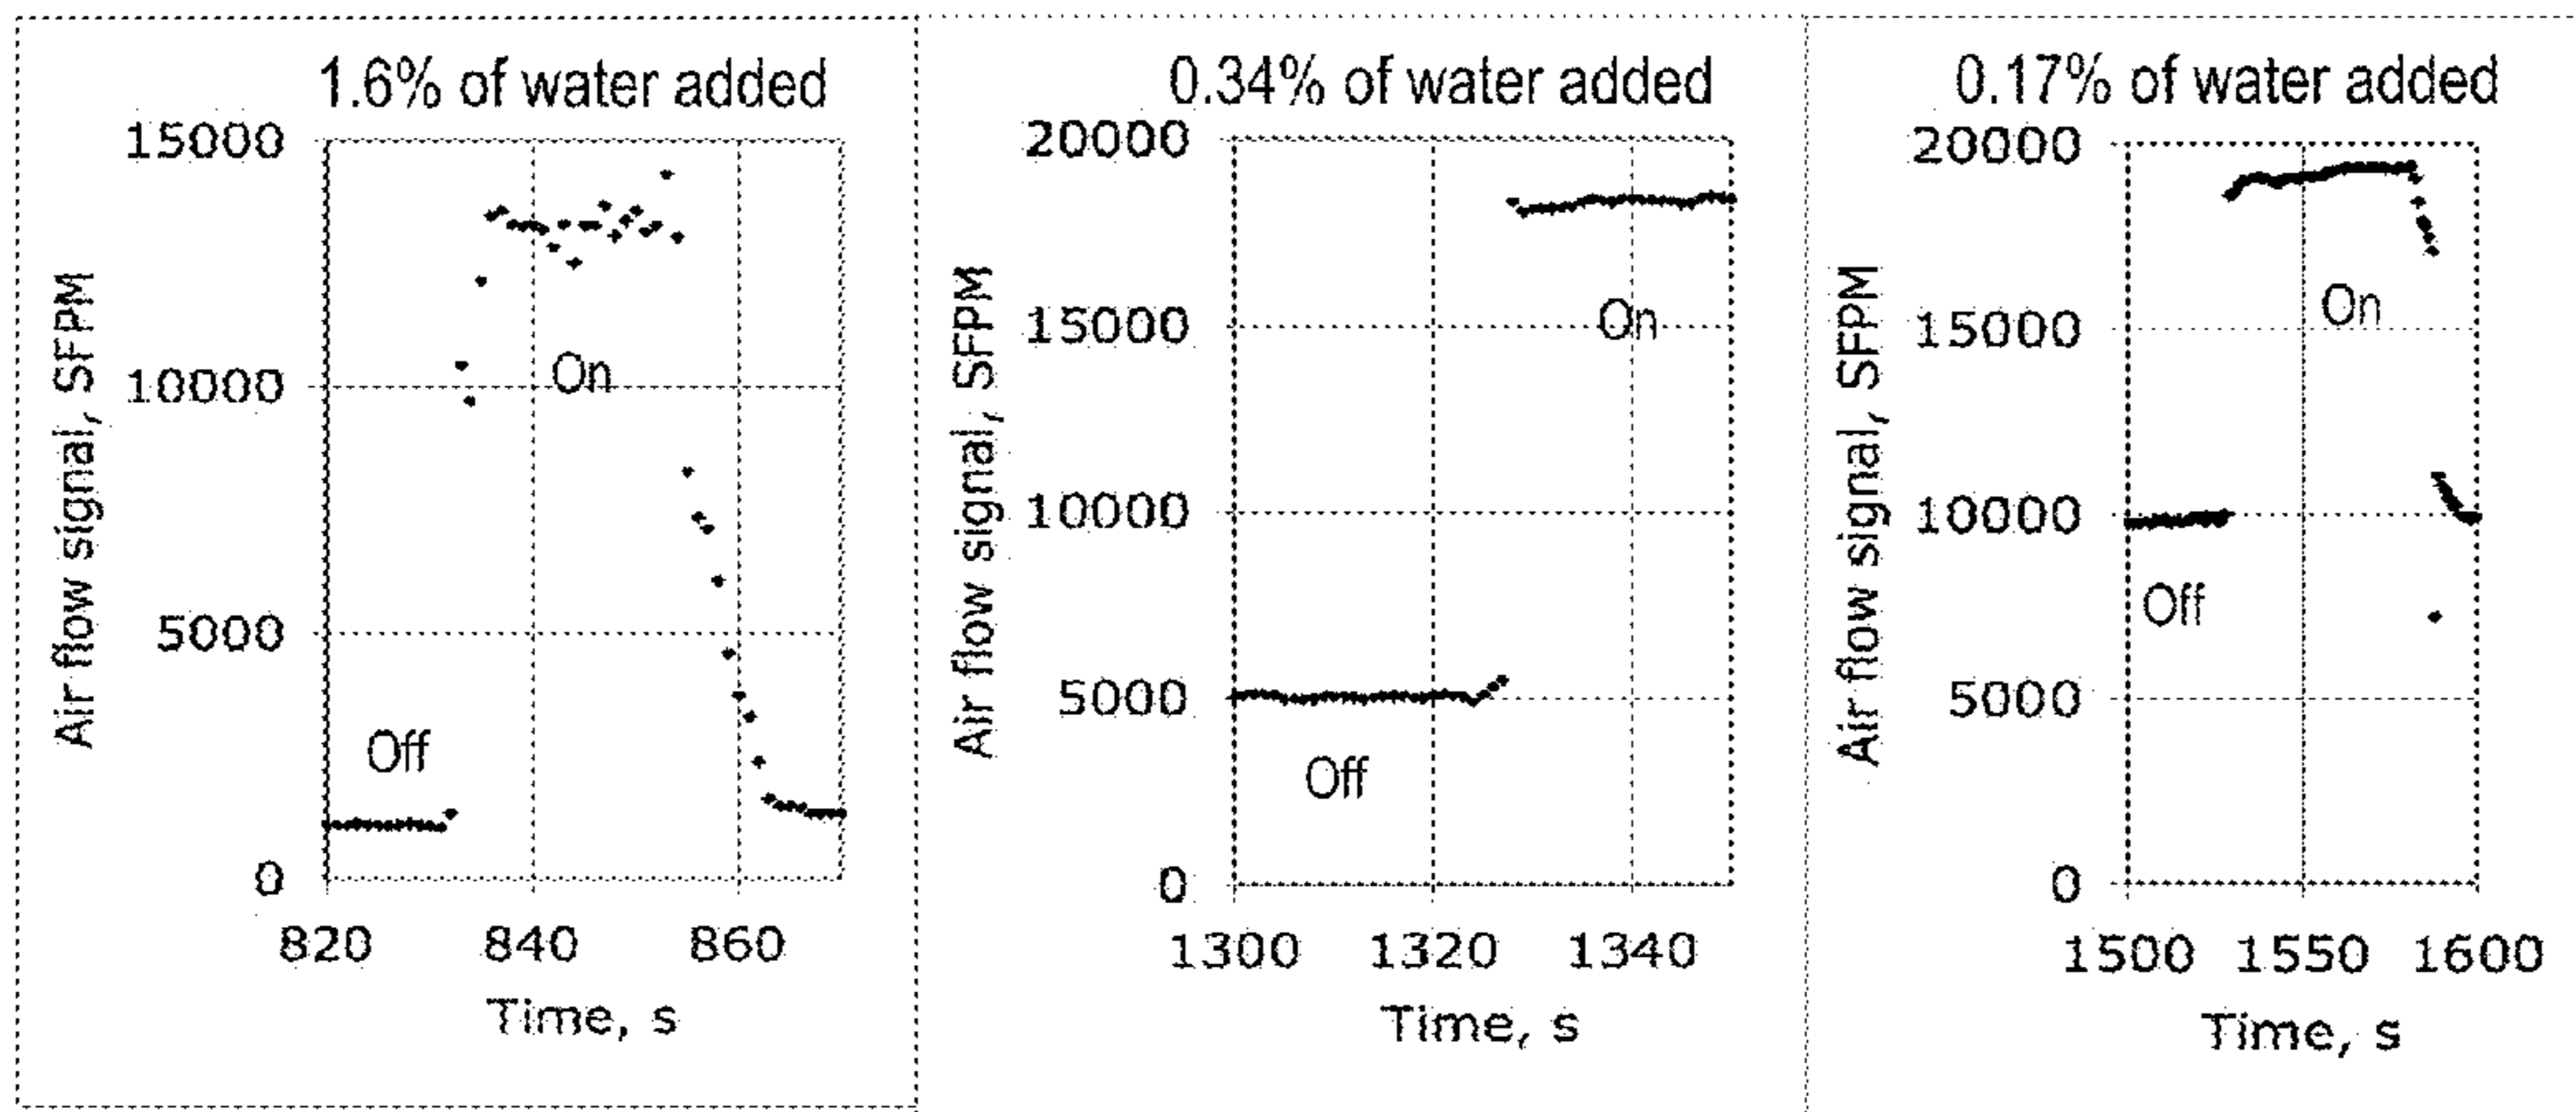 1.6% of water added
15000
10000
5000
0
Air flow signal, SFPM
On
Off
820 840 860
Time, s
0.34% of water added
20000
15000
10000
5000
0
Air flow signal, SFPM
On
Off
1300 1320 1340
Time, s
0.17% of water added
20000
15000
10000
5000
0
Air flow signal, SFPM
On
Off
1500 1550 1600
Time, s